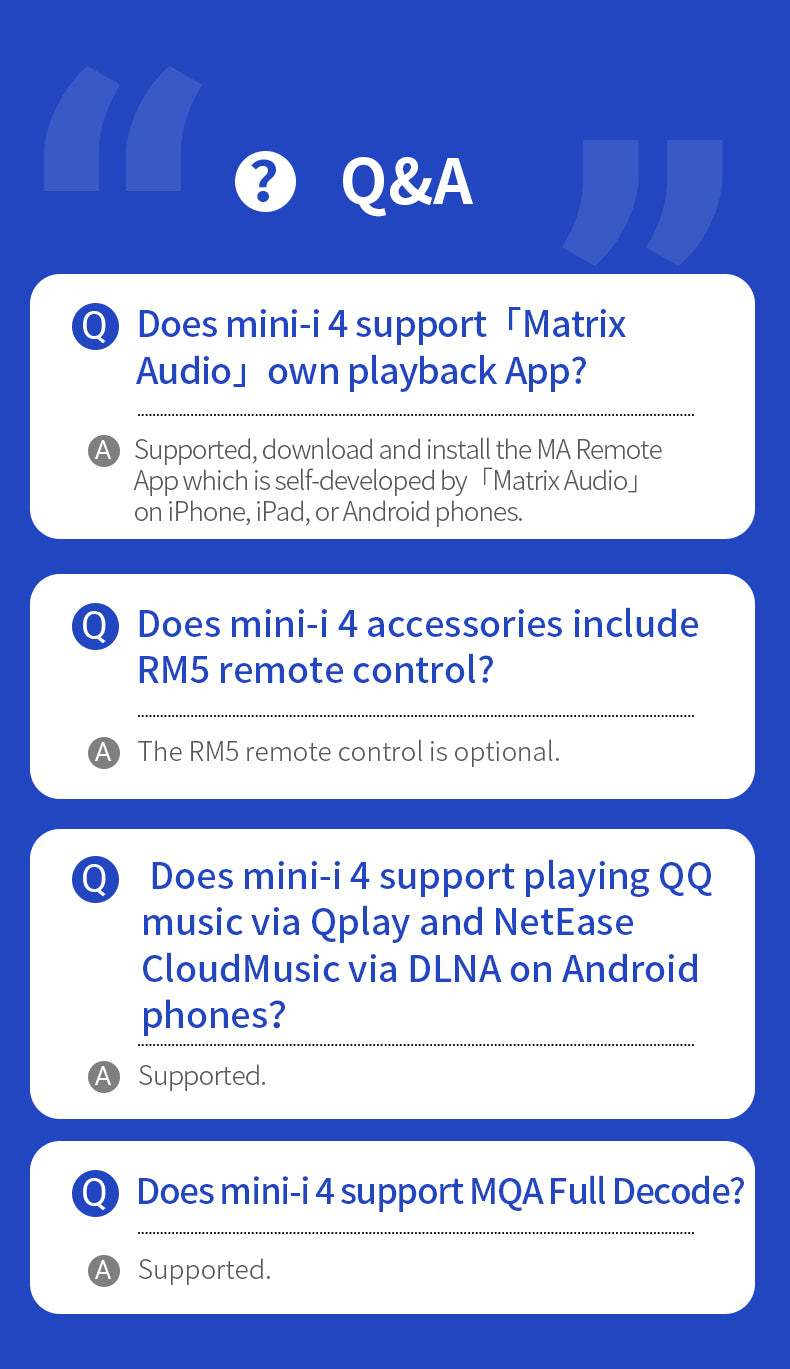 ? Q&A
Q Does mini-i 4 support「Matrix
Audio」own playback App?
A Supported, download and install the MA Remote
App which is self-developed by「Matrix Audio」
on iPhone, iPad, or Android phones.
Q Does mini-i 4 accessories include
RM5 remote control?
A The RM5 remote control is optional.
Q Does mini-i 4 support playing QQ
music via Qplay and NetEase
CloudMusic via DLNA on Android
phones?
A Supported.
Q Does mini-i 4 support MQA Full Decode?
A Supported.